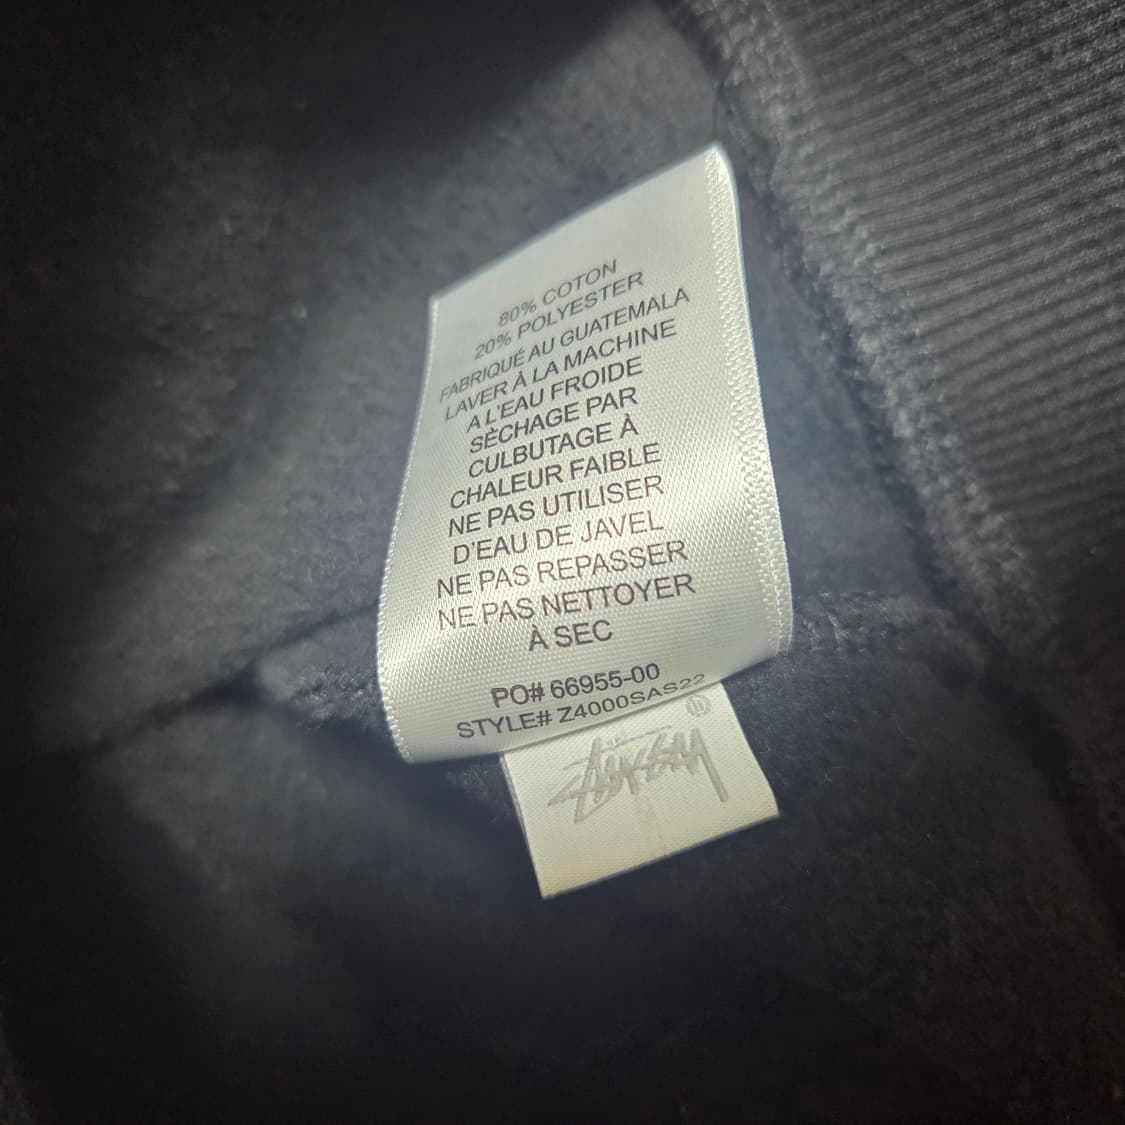 80% COTON
20% POLYESTER
FABRIQUÉ AU GUATEMALA
LAVER À LA MACHINE
A L'EAU FROIDE
SÈCHAGE PAR
CULBUTAGE À
CHALEUR FAIBLE
NE PAS UTILISER
D'EAU DE JAVEL
NE PAS REPASSER
NE PAS NETTOYER
À SEC
PO# 66955-00
STYLE# Z4000SAS22
Stüssy